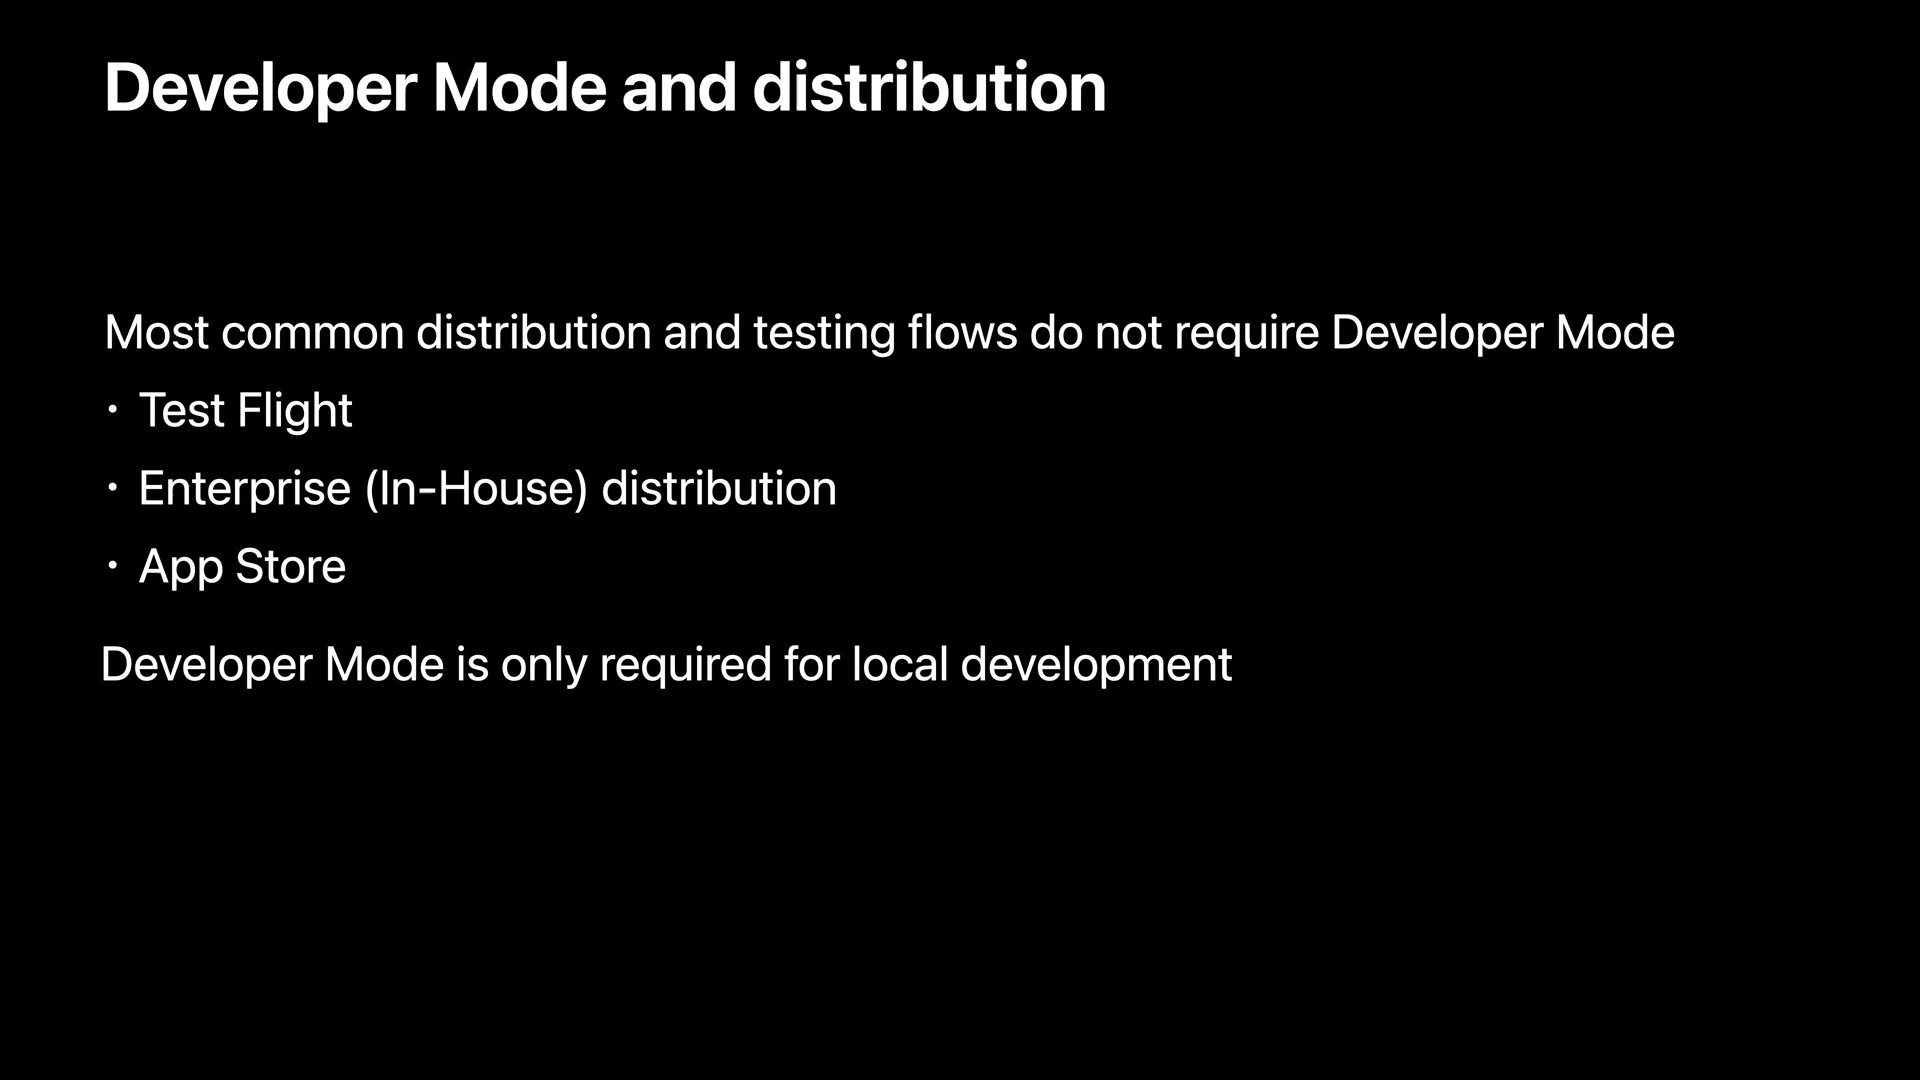 Developer Mode and distribution
Most common distribution and testing flows do not require Developer Mode
• Test Flight
• Enterprise (In-House) distribution
• App Store
Developer Mode is only required for local development